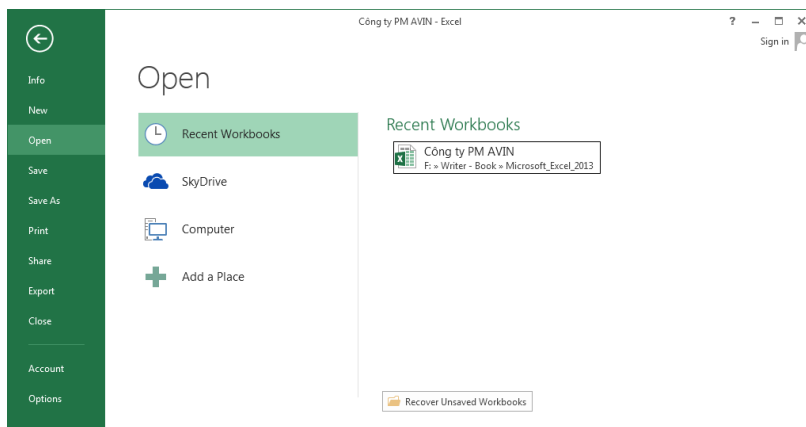 Công ty PM AVIN - Excel
?
Sign in
Info
New
Open
Save
Save As
Print
Share
Export
Close
Account
Options
Open
Recent Workbooks
SkyDrive
Computer
Add a Place
Recent Workbooks
Công ty PM AVIN
F: » Writer - Book » Microsoft_Excel_2013
Recover Unsaved Workbooks